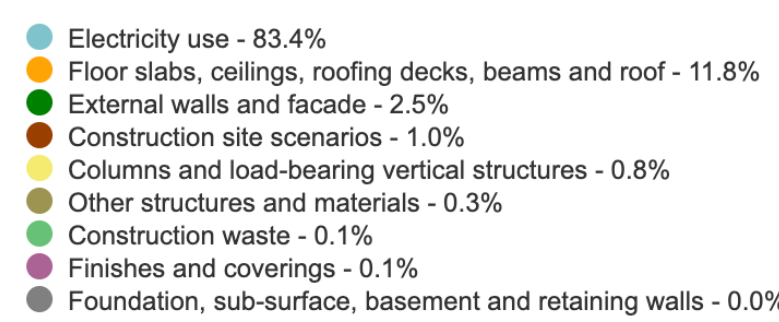 Electricity use - 83.4%
Floor slabs, ceilings, roofing decks, beams and roof - 11.8%
External walls and facade - 2.5%
Construction site scenarios - 1.0%
Columns and load-bearing vertical structures - 0.8%
Other structures and materials - 0.3%
Construction waste - 0.1%
Finishes and coverings - 0.1%
Foundation, sub-surface, basement and retaining walls - 0.0%